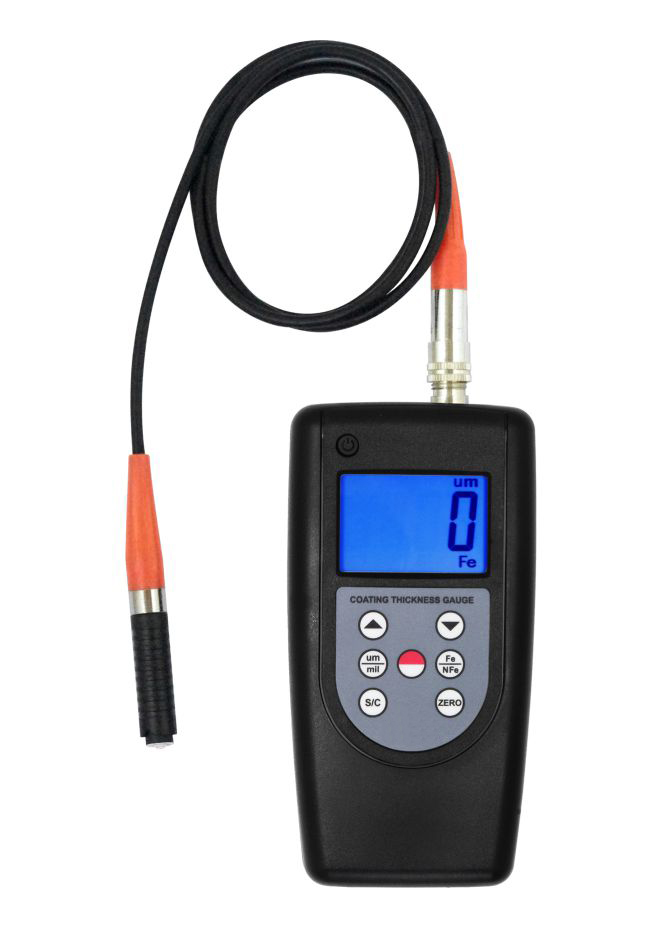 um
0
Fe
COATING THICKNESS GAUGE
um
mil
Fe
NFe
S/C
ZERO